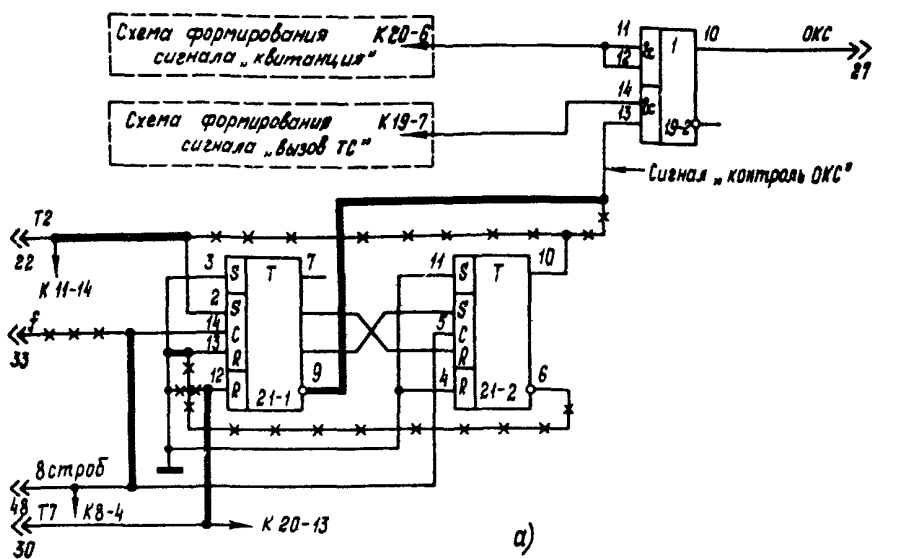 Схема формирования К20-6
сигнала „квитанция"
11
12
&
1
10
ОКС
27
Схема формирования К19-7
сигнала „вызов ТС"
14
13
&
19-2
Сигнал „контроль ОКС"
Т2
22
К 11-14
3
S
Т
7
2
S
14
C
13
R
12
R
21-1
9
11
S
Т
10
S
5
C
R
4
R
21-2
6
f
33
8строб
48
К8-4
Т7
30
К 20-13
а)